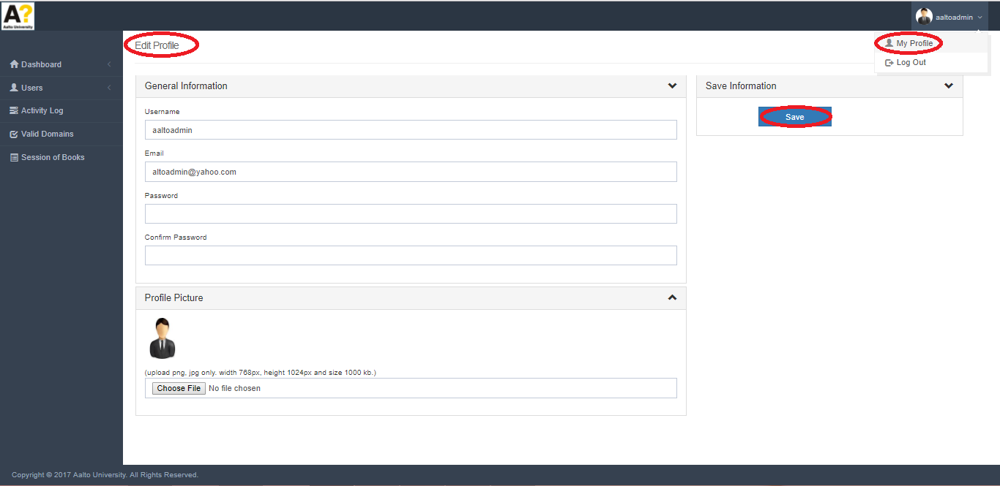 A?
Aalto University
aaltoadmin
My Profile
Log Out
Dashboard
Users
Activity Log
Valid Domains
Session of Books
Edit Profile
General Information
Username
aaltoadmin
Email
altoadmin@yahoo.com
Password
Confirm Password
Profile Picture
(upload png, jpg only. width 768px, height 1024px and size 1000 kb.)
Choose File No file chosen
Save Information
Save
Copyright © 2017 Aalto University. All Rights Reserved.